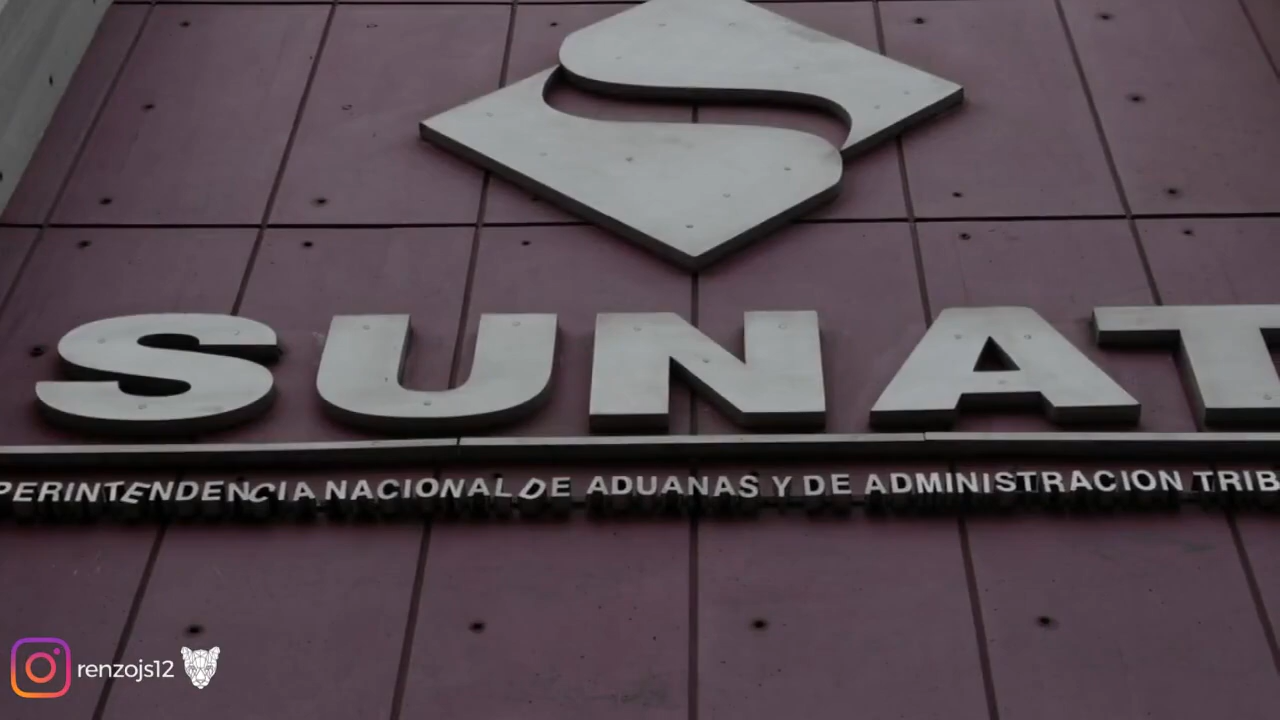 SUNAT
PERINTENDENCIA NACIONAL DE ADUANAS Y DE ADMINISTRACION TRIB
renzojs12